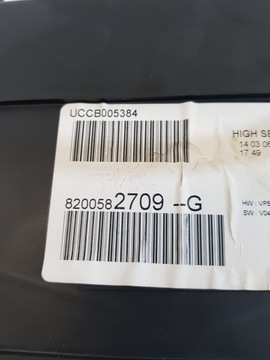 UCCB005384
HIGH SE
14 03 06
17 49
8200582709 --G
HW : VP5
SW : V04